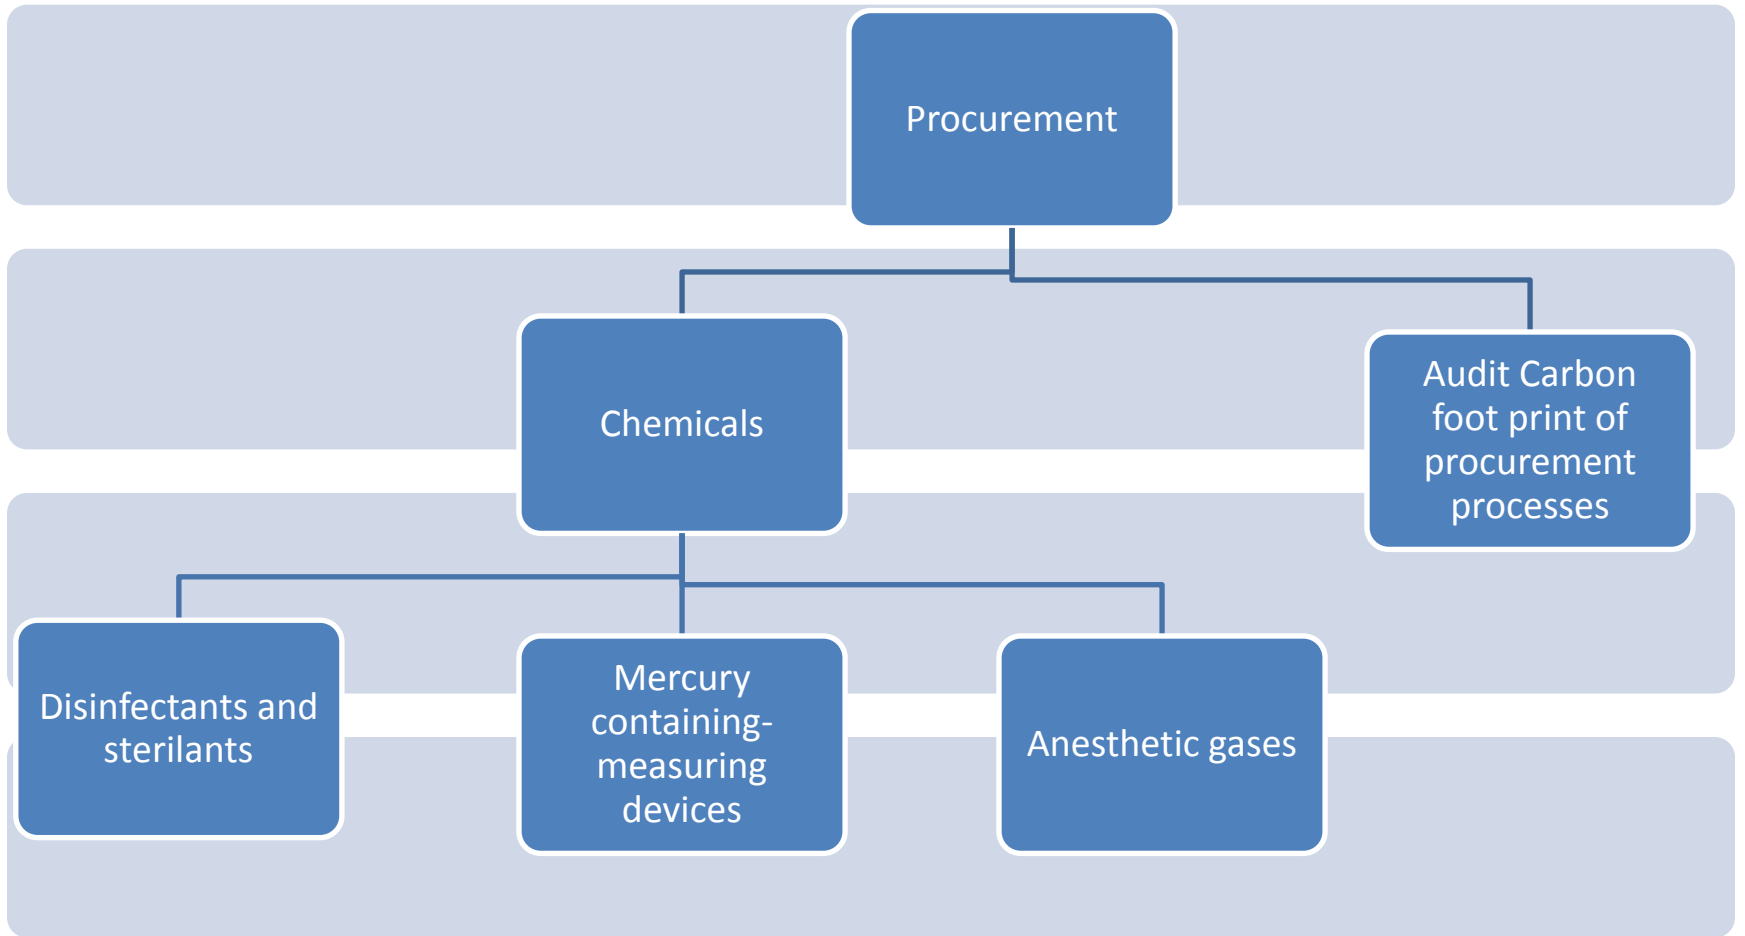 Procurement
Chemicals
Audit Carbon
foot print of
procurement
processes
Disinfectants and
sterilants
Mercury
containing-
measuring
devices
Anesthetic gases